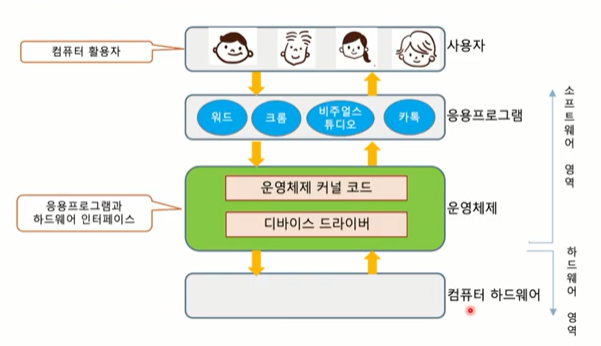 컴퓨터 활용자
사용자
워드
크롬
비주얼스
튜디오
카톡
응용프로그램
운영체제 커널 코드
디바이스 드라이버
운영체제
응용프로그램과
하드웨어 인터페이스
컴퓨터 하드웨어
소프트웨어 영역
하드웨어 영역